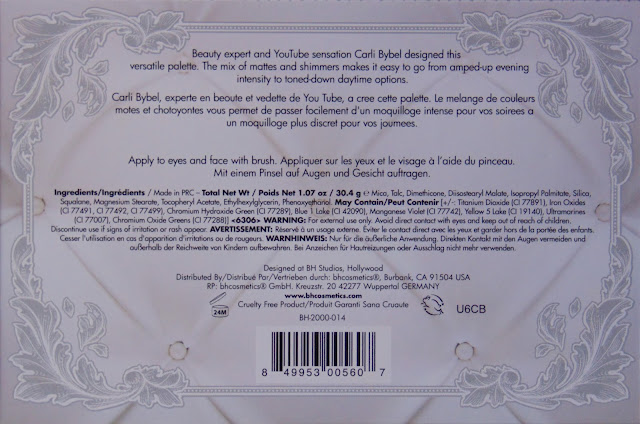 Beauty expert and YouTube sensation Carli Bybel designed this
versatile palette. The mix of mattes and shimmers makes it easy to go from amped-up evening
intensity to toned-down daytime options.
Carli Bybel, experte en beoute et vedette de You Tube, a cree cette palette. Le melange de couleurs
mates et chotoyontes vous permet de passer facilement d'un moquillage intense pour vos soirees a
un moquillage plus discret pour vos joumees.
Apply to eyes and face with brush. Appliquer sur les yeux et le visage à l'aide du pinceau.
Mit einem Pinsel auf Augen und Gesicht auftragen.
Ingredients/Ingrédients / Made in PRC – Total Net Wt / Poids Net 1.07 oz / 30.4 g ℮ Mica, Talc, Dimethicone, Diisostearyl Malate, Isopropyl Palmitate, Silica,
Squalane, Magnesium Stearate, Tocopheryl Acetate, Ethylhexylglycerin, Phenoxyethanol. May Contain/Peut Contenir [+/-: Titanium Dioxide (CI 77891), Iron Oxides
(CI 77491, CI 77492, CI 77499), Chromium Hydroxide Green (CI 77289), Blue 1 Lake (CI 42090), Manganese Violet (CI 77742), Yellow 5 Lake (CI 19140), Ultramarines
(CI 77007), Chromium Oxide Greens (CI 77288)] <6306> WARNING: For external use only. Avoid direct contact with eyes and keep out of reach of children.
Discontinue use if signs of irritation or rash appear. AVERTISSEMENT: Réservé à un usage externe. Éviter le contact direct avec les yeux et garder hors de la portée des enfants.
Cesser l'utilisation en cas d'apparition d'irritations ou de rougeurs. WARNHINWEIS: Nur für die äußerliche Anwendung. Direkten Kontakt mit den Augen vermeiden und
außerhalb der Reichweite von Kindern aufbewahren. Bei Anzeichen für Hautreizungen oder Ausschlag nicht mehr verwenden.
Designed at BH Studios, Hollywood
Distributed By/Distribué Par/Vertrieben durch: bhcosmetics®, Burbank, CA 91504 USA
RP: bhcosmetics® GmbH. Kreuzstr. 20 42277 Wuppertal GERMANY
www.bhcosmetics.com
Cruelty Free Product/Produit Garanti Sana Cruaute
24M
U6CB
BH-2000-014
8 49953 00560 7